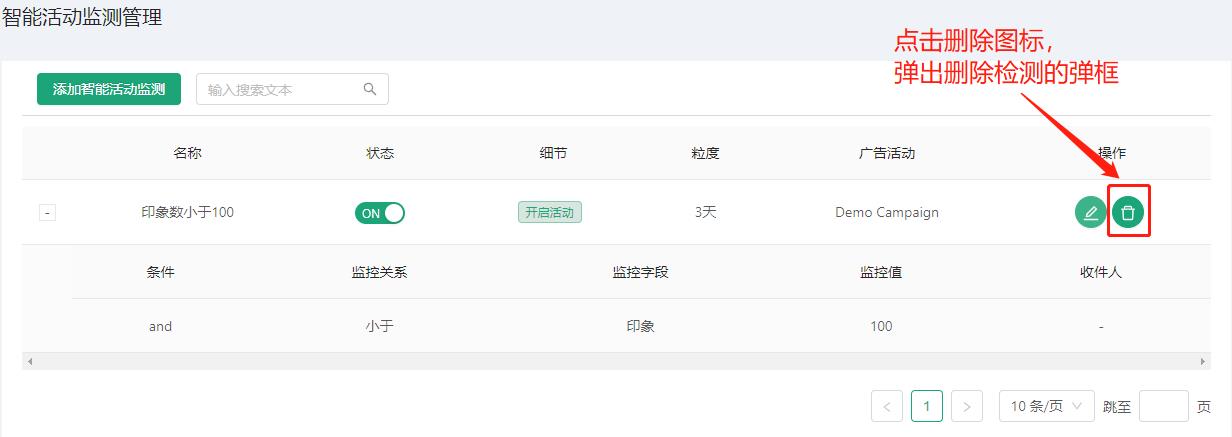 智能活动监测管理
点击删除图标，
弹出删除检测的弹框
添加智能活动监测 输入搜索文本
名称 状态 细节 粒度 广告活动 操作
- 印象数小于100 ON 开启活动 3天 Demo Campaign
条件 监控关系 监控字段 监控值 收件人
and 小于 印象 100 -
< 1 > 10 条/页 跳至 页